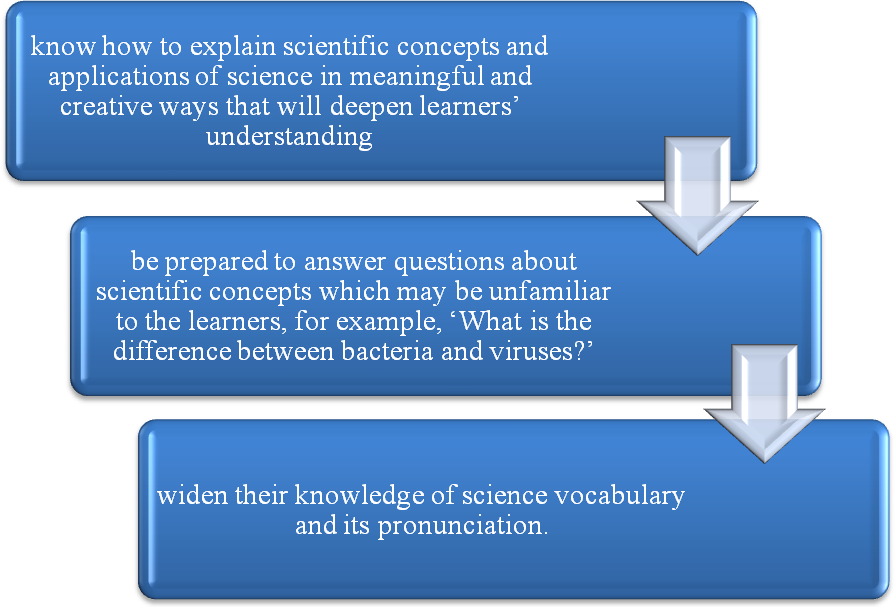 know how to explain scientific concepts and
applications of science in meaningful and
creative ways that will deepen learners’
understanding
be prepared to answer questions about
scientific concepts which may be unfamiliar
to the learners, for example, ‘What is the
difference between bacteria and viruses?’
widen their knowledge of science vocabulary
and its pronunciation.